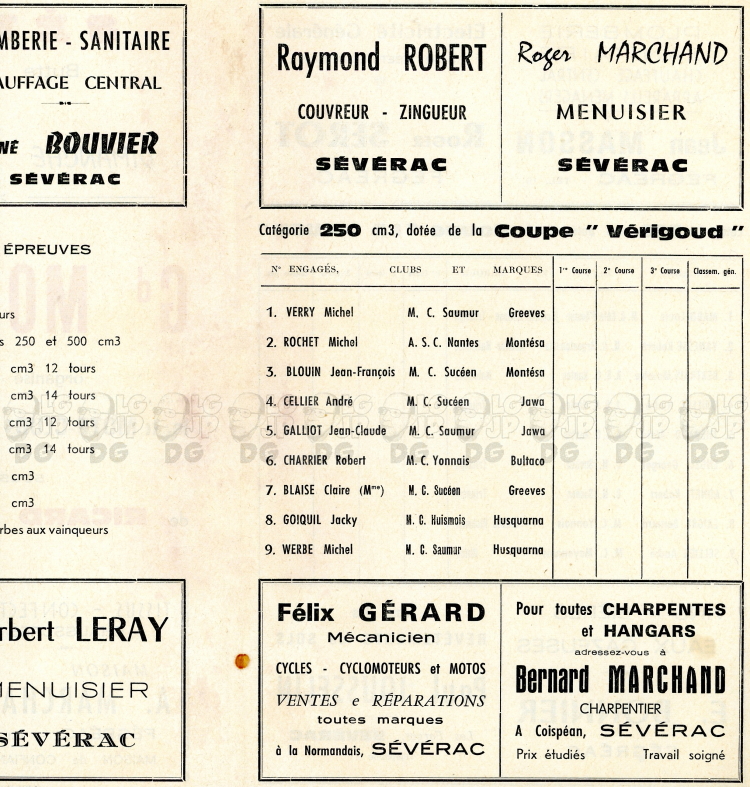 MBERIE - SANITAIRE
AUFFAGE CENTRAL
NÉ BOUVIER
SÉVÉRAC
ÉPREUVES
urs
s 250 et 500 cm3
cm3 12 tours
cm3 14 tours
cm3 12 tours
cm3 14 tours
cm3
cm3
rbes aux vainqueurs
rbert LERAY
MENUISIER
SÉVÉRAC
Raymond ROBERT
COUVREUR - ZINGUEUR
SÉVÉRAC
Roger MARCHAND
MENUISIER
SÉVÉRAC
Catégorie 250 cm3, dotée de la Coupe " Vérigoud "
N° ENGAGÉS, CLUBS ET MARQUES 1re Course 2e Course 3e Course Classem. gén.
1. VERRY Michel M. C. Saumur Greeves
2. ROCHET Michel A. S. C. Nantes Montésa
3. BLOUIN Jean-François M. C. Sucéen Montésa
4. CELLIER André M. C. Sucéen Jawa
5. GALLIOT Jean-Claude M. C. Saumur Jawa
6. CHARRIER Robert M. C. Yonnais Bultaco
7. BLAISE Claire (Mme) M. C. Sucéen Greeves
8. GOIQUIL Jacky M. C. Huismois Husquarna
9. WERBE Michel M. C. Saumur Husquarna
Félix GÉRARD
Mécanicien
CYCLES - CYCLOMOTEURS et MOTOS
VENTES e RÉPARATIONS
toutes marques
à la Normandais, SÉVÉRAC
Pour toutes CHARPENTES
et HANGARS
adressez-vous à
Bernard MARCHAND
CHARPENTIER
A Coispéan, SÉVÉRAC
Prix étudiés Travail soigné
LG
JP
DG